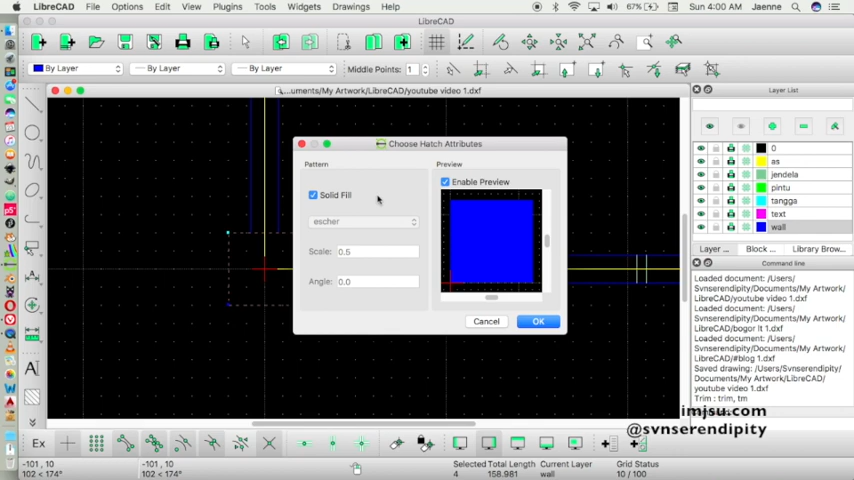 LibreCAD File Options Edit View Plugins Tools Widgets Drawings Help 67% Sun 4:00 AM Jaenne
LibreCAD
By Layer By Layer By Layer Middle Points: 1
...uments/My Artwork/LibreCAD/youtube video 1.dxf
Layer List
Choose Hatch Attributes
Pattern
Preview
Solid Fill
Enable Preview
escher
Scale: 0.5
Angle: 0.0
Cancel OK
0
as
jendela
pintu
tangga
text
wall
Layer ... Block ... Library Brow...
Command line
Loaded document: /Users/
Svnserendipity/Documents/My Artwork/
LibreCAD/youtube video 1.dxf
Loaded document: /Users/
Svnserendipity/Documents/My Artwork/
LibreCAD/bogor lt 1.dxf
Loaded document: /Users/
Svnserendipity/Documents/My Artwork/
LibreCAD/#blog 1.dxf
Saved drawing: /Users/Svnserendipity/
Documents/My Artwork/LibreCAD/
youtube video 1.dxf
Trim : trim, tm
imjsu.com
@svnserendipity
Ex
-101, 10
102 < 174°
-101, 10
102 < 174°
Selected Total Length
4 158.981
Current Layer
wall
Grid Status
10 / 100